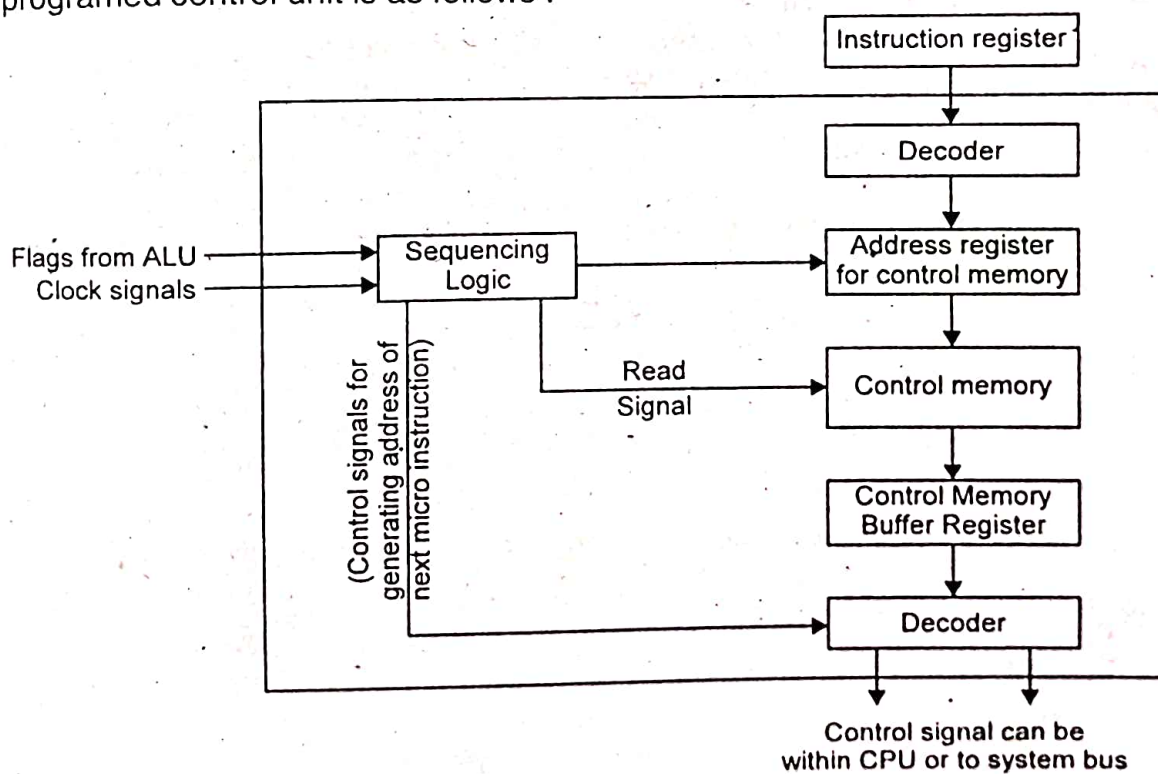 programed control unit is as follows :
Instruction register
Decoder
Flags from ALU
Clock signals
Sequencing
Logic
Address register
for control memory
(Control signals for
generating address of
next micro instruction)
Read
Signal
Control memory
Control Memory
Buffer Register
Decoder
Control signal can be
within CPU or to system bus